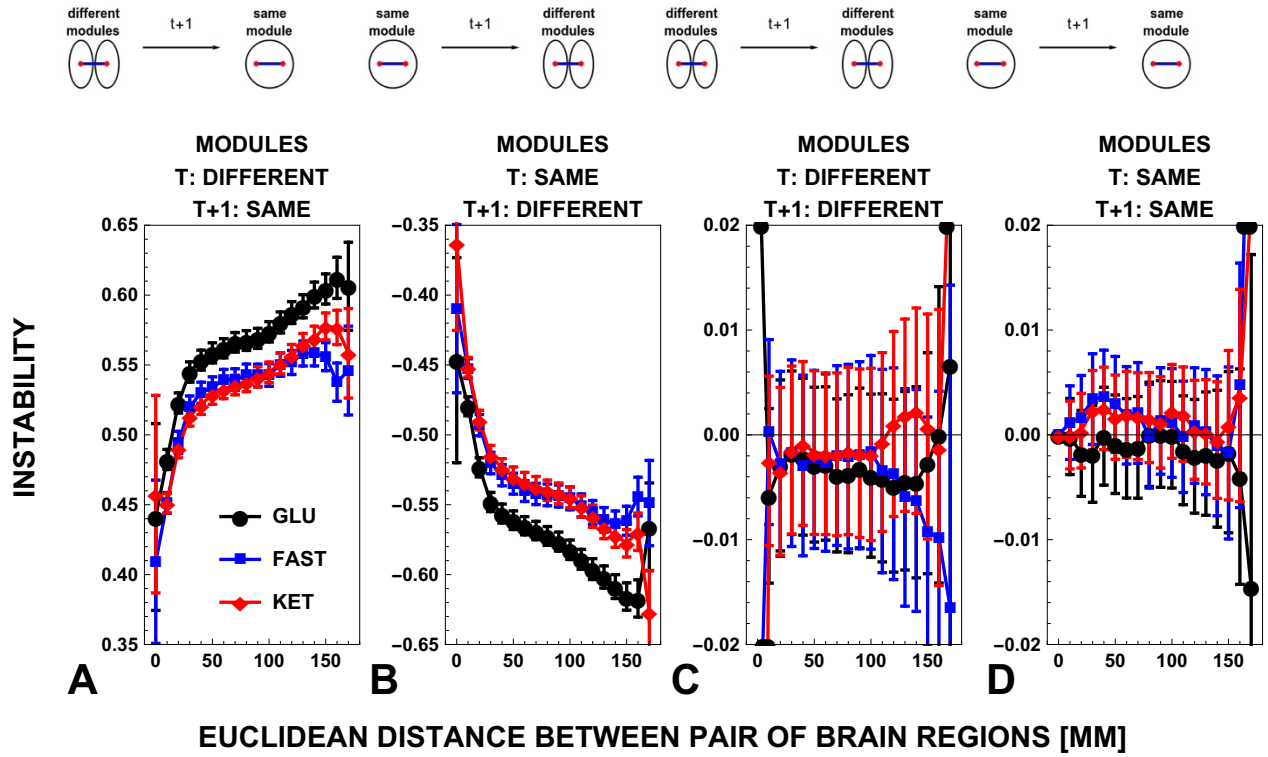 different
modules
t+1
same
module
same
module
t+1
different
modules
different
modules
t+1
different
modules
same
module
t+1
same
module
MODULES
T: DIFFERENT
T+1: SAME
MODULES
T: SAME
T+1: DIFFERENT
MODULES
T: DIFFERENT
T+1: DIFFERENT
MODULES
T: SAME
T+1: SAME
INSTABILITY
0.65
0.60
0.55
0.50
0.45
0.40
0.35
GLU
FAST
KET
0 50 100 150
A
−0.35
−0.40
−0.45
−0.50
−0.55
−0.60
−0.65
0 50 100 150
B
0.02
0.01
0.00
−0.01
−0.02
0 50 100 150
C
0.02
0.01
0.00
−0.01
−0.02
0 50 100 150
D
EUCLIDEAN DISTANCE BETWEEN PAIR OF BRAIN REGIONS [MM]